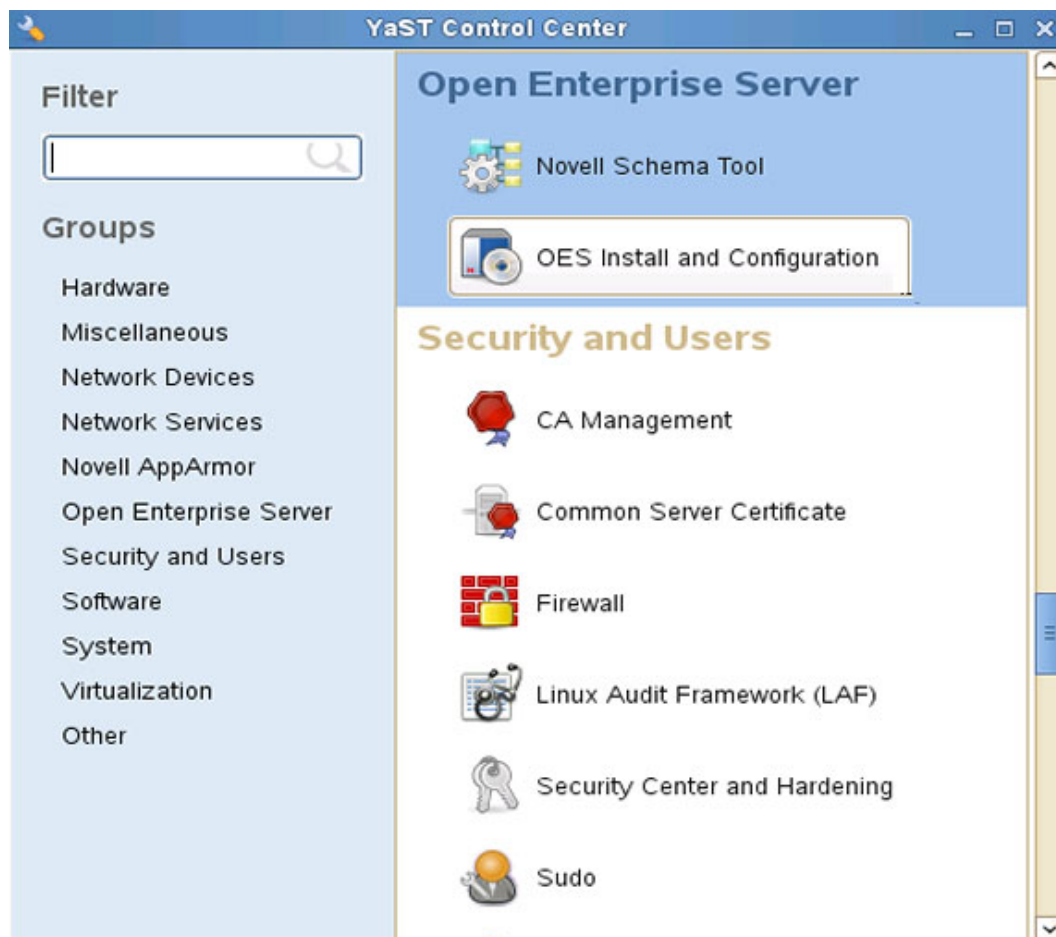 YaST Control Center
Filter
Groups
Hardware
Miscellaneous
Network Devices
Network Services
Novell AppArmor
Open Enterprise Server
Security and Users
Software
System
Virtualization
Other
Open Enterprise Server
Novell Schema Tool
OES Install and Configuration
Security and Users
CA Management
Common Server Certificate
Firewall
Linux Audit Framework (LAF)
Security Center and Hardening
Sudo